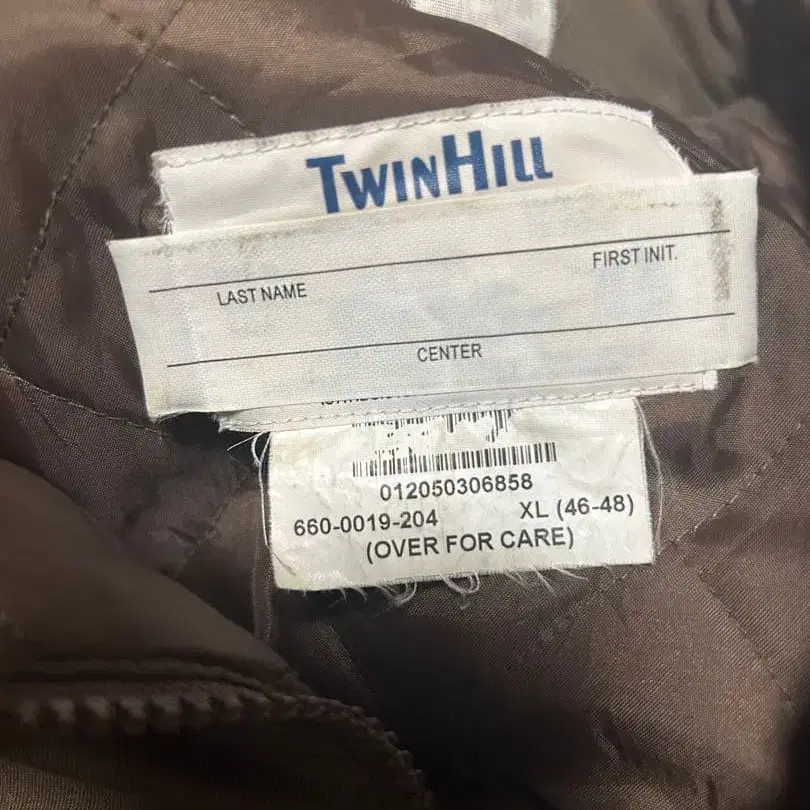 TWINHILL
FIRST INIT.
LAST NAME
CENTER
012050306858
660-0019-204 XL (46-48)
(OVER FOR CARE)